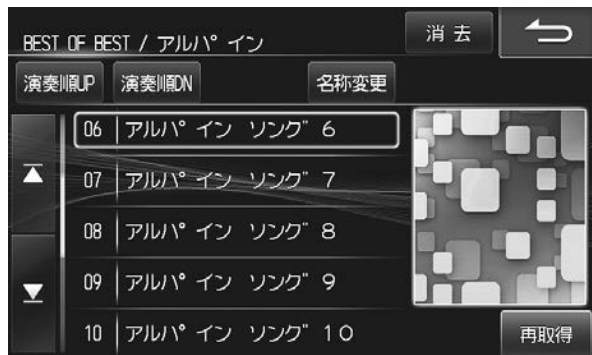 BEST OF BEST / アルパイン
消去
演奏順UP 演奏順DN 名称変更
06 アルパイン ソング 6
07 アルパイン ソング 7
08 アルパイン ソング 8
09 アルパイン ソング 9
10 アルパイン ソング 10
再取得